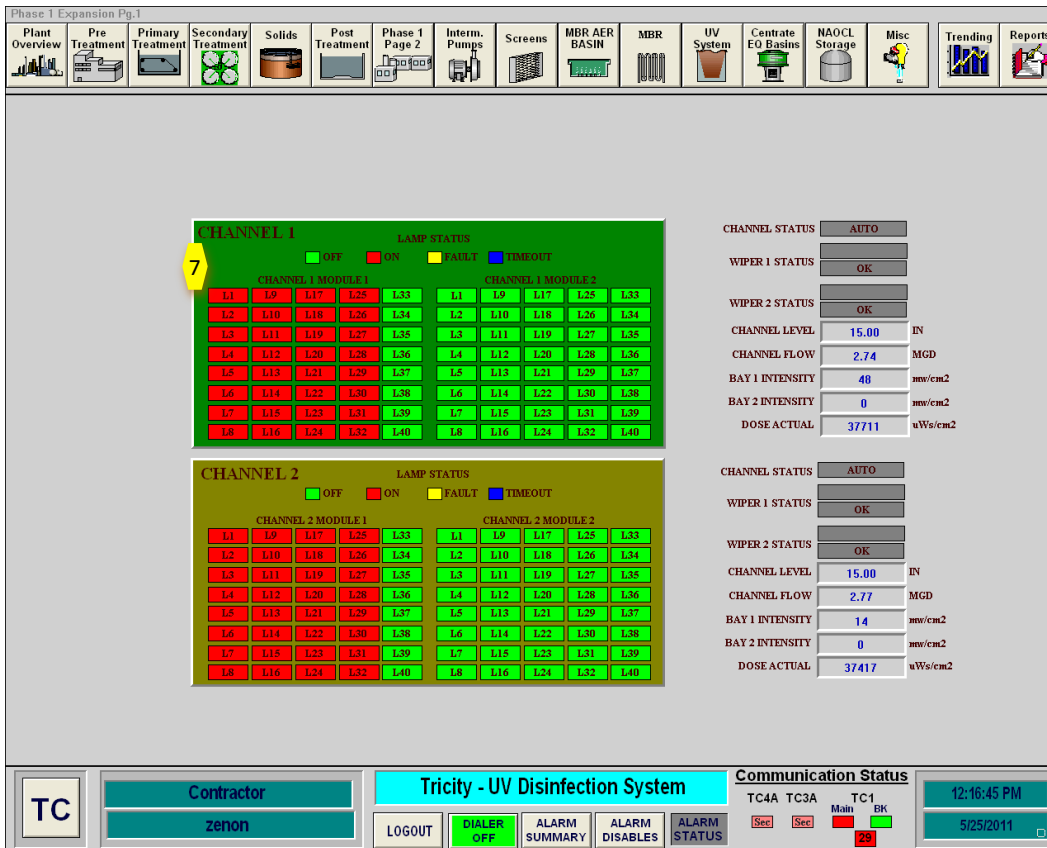 Phase 1 Expansion Pg.1
Plant Overview
Pre Treatment
Primary Treatment
Secondary Treatment
Solids
Post Treatment
Phase 1 Page 2
Interm. Pumps
Screens
MBR AER BASIN
MBR
UV System
Centrate EQ Basins
NAOCL Storage
Misc
Trending
Reports
7
CHANNEL 1
LAMP STATUS
OFF ON FAULT TIMEOUT
CHANNEL 1 MODULE 1 CHANNEL 1 MODULE 2
L1 L9 L17 L25 L33 L1 L9 L17 L25 L33
L2 L10 L18 L26 L34 L2 L10 L18 L26 L34
L3 L11 L19 L27 L35 L3 L11 L19 L27 L35
L4 L12 L20 L28 L36 L4 L12 L20 L28 L36
L5 L13 L21 L29 L37 L5 L13 L21 L29 L37
L6 L14 L22 L30 L38 L6 L14 L22 L30 L38
L7 L15 L23 L31 L39 L7 L15 L23 L31 L39
L8 L16 L24 L32 L40 L8 L16 L24 L32 L40
CHANNEL STATUS AUTO
WIPER 1 STATUS OK
WIPER 2 STATUS OK
CHANNEL LEVEL 15.00 IN
CHANNEL FLOW 2.74 MGD
BAY 1 INTENSITY 48 mw/cm2
BAY 2 INTENSITY 0 mw/cm2
DOSE ACTUAL 37711 uWs/cm2
CHANNEL 2
LAMP STATUS
OFF ON FAULT TIMEOUT
CHANNEL 2 MODULE 1 CHANNEL 2 MODULE 2
L1 L9 L17 L25 L33 L1 L9 L17 L25 L33
L2 L10 L18 L26 L34 L2 L10 L18 L26 L34
L3 L11 L19 L27 L35 L3 L11 L19 L27 L35
L4 L12 L20 L28 L36 L4 L12 L20 L28 L36
L5 L13 L21 L29 L37 L5 L13 L21 L29 L37
L6 L14 L22 L30 L38 L6 L14 L22 L30 L38
L7 L15 L23 L31 L39 L7 L15 L23 L31 L39
L8 L16 L24 L32 L40 L8 L16 L24 L32 L40
CHANNEL STATUS AUTO
WIPER 1 STATUS OK
WIPER 2 STATUS OK
CHANNEL LEVEL 15.00 IN
CHANNEL FLOW 2.77 MGD
BAY 1 INTENSITY 14 mw/cm2
BAY 2 INTENSITY 0 mw/cm2
DOSE ACTUAL 37417 uWs/cm2
TC
Contractor
zenon
Tricity - UV Disinfection System
LOGOUT
DIALER OFF
ALARM SUMMARY
ALARM DISABLES
ALARM STATUS
Communication Status
TC4A TC3A TC1
Main BK
Sec Sec
29
12:16:45 PM
5/25/2011